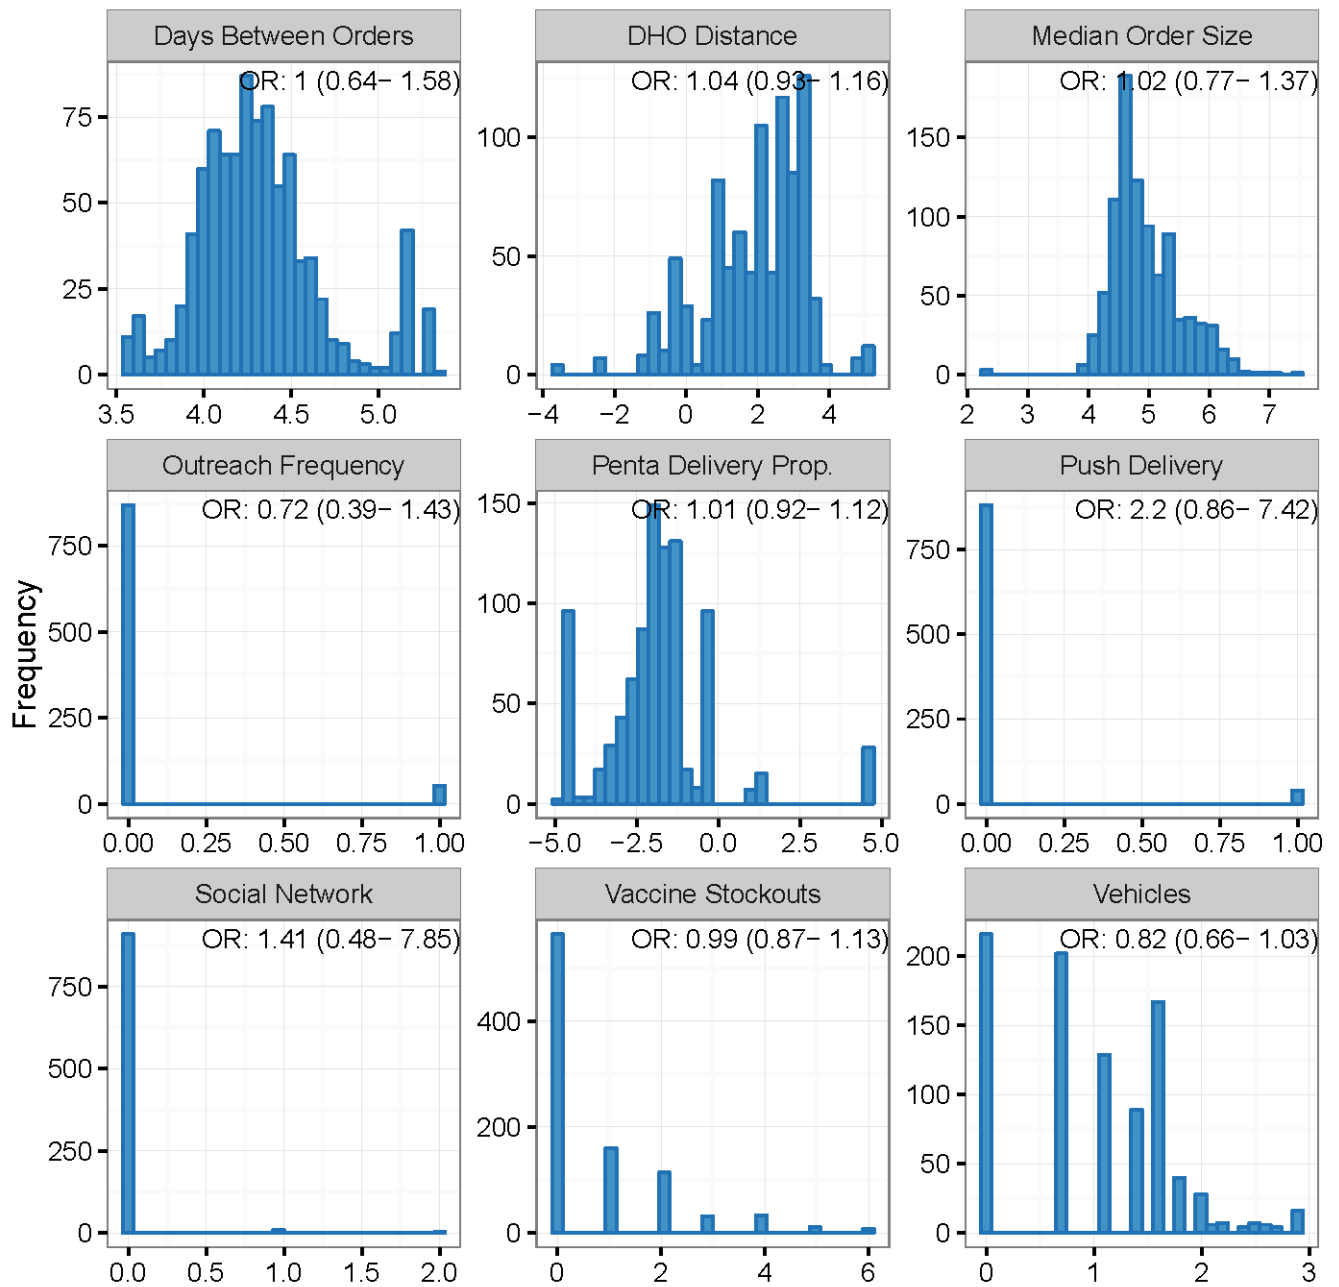 Days Between Orders
DHO Distance
Median Order Size
OR: 1 (0.64− 1.58)
OR: 1.04 (0.93− 1.16)
OR: 1.02 (0.77− 1.37)
75
50
25
0
100
50
0
150
100
50
0
3.5 4.0 4.5 5.0
−4 −2 0 2 4
2 3 4 5 6 7
Outreach Frequency
Penta Delivery Prop.
Push Delivery
OR: 0.72 (0.39− 1.43)
OR: 1.01 (0.92− 1.12)
OR: 2.2 (0.86− 7.42)
Frequency
750
500
250
0
150
100
50
0
750
500
250
0
0.00 0.25 0.50 0.75 1.00
−5.0 −2.5 0.0 2.5 5.0
0.00 0.25 0.50 0.75 1.00
Social Network
Vaccine Stockouts
Vehicles
OR: 1.41 (0.48− 7.85)
OR: 0.99 (0.87− 1.13)
OR: 0.82 (0.66− 1.03)
750
500
250
0
400
200
0
200
150
100
50
0
0.0 0.5 1.0 1.5 2.0
0 2 4 6
0 1 2 3